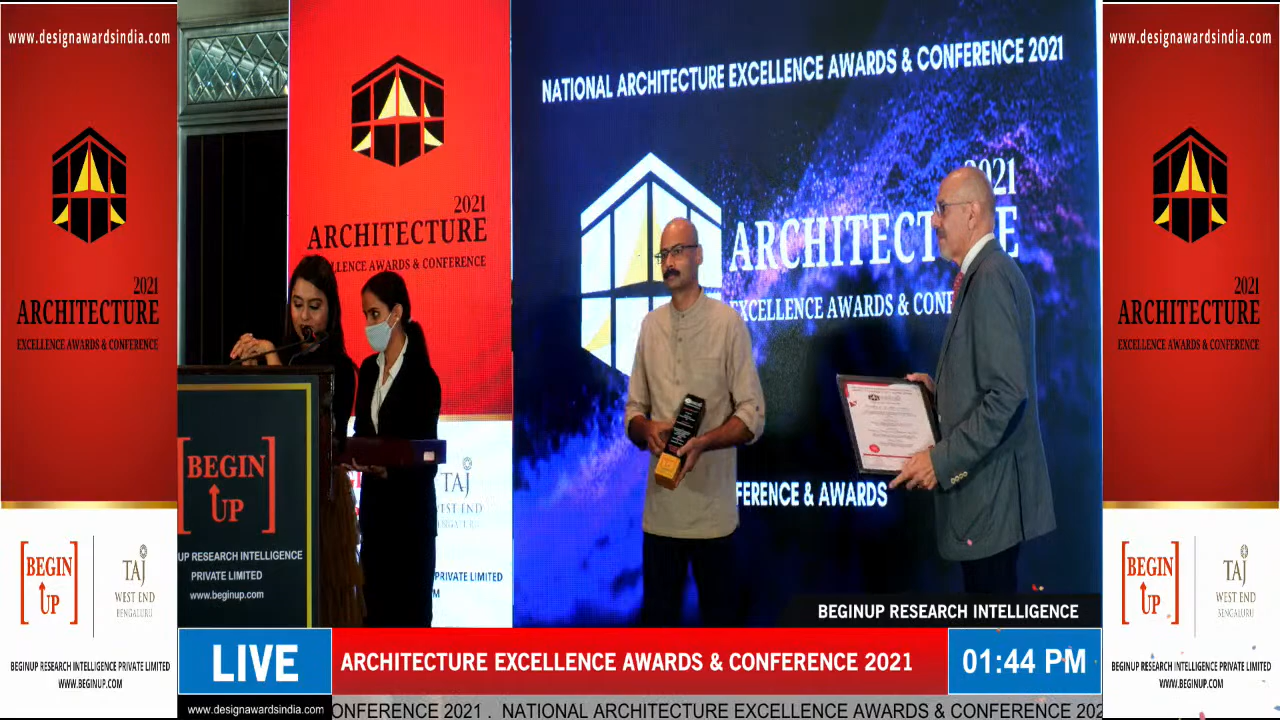 www.designawardsindia.com
2021
ARCHITECTURE
EXCELLENCE AWARDS & CONFERENCE
BEGIN
UP
TAJ
WEST END
BENGALURU
BEGINUP RESEARCH INTELLIGENCE PRIVATE LIMITED
WWW.BEGINUP.COM
2021
ARCHITECTURE
LLENCE AWARDS & CONFERENCE
TAJ
WEST END
PRIVATE LIMITED
M
BEGIN
UP
UP RESEARCH INTELLIGENCE
PRIVATE LIMITED
www.beginup.com
NATIONAL ARCHITECTURE EXCELLENCE AWARDS & CONFERENCE 2021
2021
ARCHITECTURE
EXCELLENCE AWARDS & CONF
FERENCE & AWARDS
BEGINUP RESEARCH INTELLIGENCE
LIVE
ARCHITECTURE EXCELLENCE AWARDS & CONFERENCE 2021
01:44 PM
www.designawardsindia.com
ONFERENCE 2021 . NATIONAL ARCHITECTURE EXCELLENCE AWARDS & CONFERENCE 202
www.designawardsindia.com
2021
ARCHITECTURE
EXCELLENCE AWARDS & CONFERENCE
BEGIN
UP
TAJ
WEST END
BENGALURU
BEGINUP RESEARCH INTELLIGENCE PRIVATE LIMITED
WWW.BEGINUP.COM